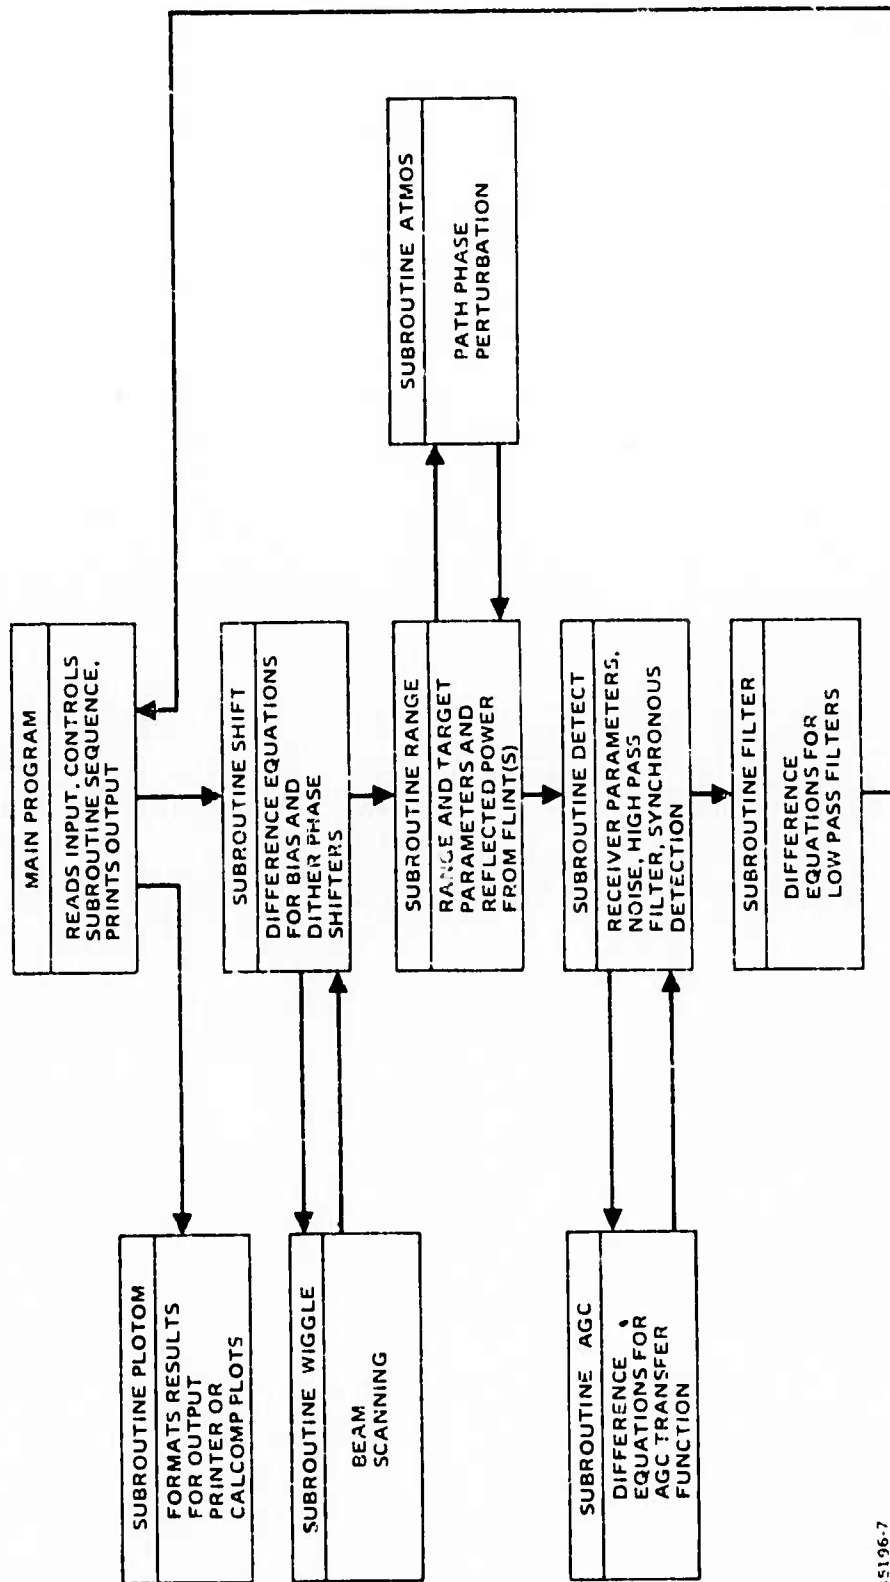 MAIN PROGRAM
READS INPUT, CONTROLS
SUBROUTINE SEQUENCE,
PRINTS OUTPUT
SUBROUTINE PLOTOM
FORMATS RESULTS
FOR OUTPUT
PRINTER OR
CALCOMP PLOTS
SUBROUTINE SHIFT
DIFFERENCE EQUATIONS
FOR BIAS AND
DITHER PHASE
SHIFTERS
SUBROUTINE WIGGLE
BEAM
SCANNING
SUBROUTINE RANGE
RANGE AND TARGET
PARAMETERS AND
REFLECTED POWER
FROM FLINT(S)
SUBROUTINE ATMOS
PATH PHASE
PERTURBATION
SUBROUTINE DETECT
RECEIVER PARAMETERS,
NOISE, HIGH PASS
FILTER, SYNCHRONOUS
DETECTION
SUBROUTINE AGC
DIFFERENCE
EQUATIONS FOR
AGC TRANSFER
FUNCTION
SUBROUTINE FILTER
DIFFERENCE
EQUATIONS FOR
LOW PASS FILTERS
5196-7